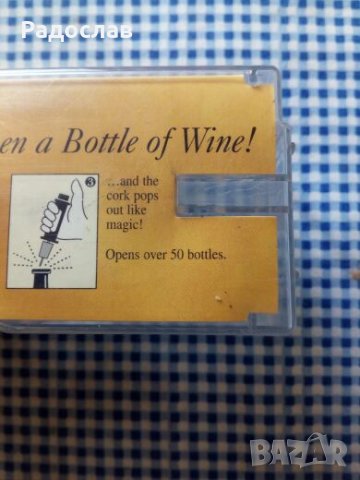 Радослав
en a Bottle of Wine!
3
...and the
cork pops
out like
magic!
Opens over 50 bottles.
BAZAR